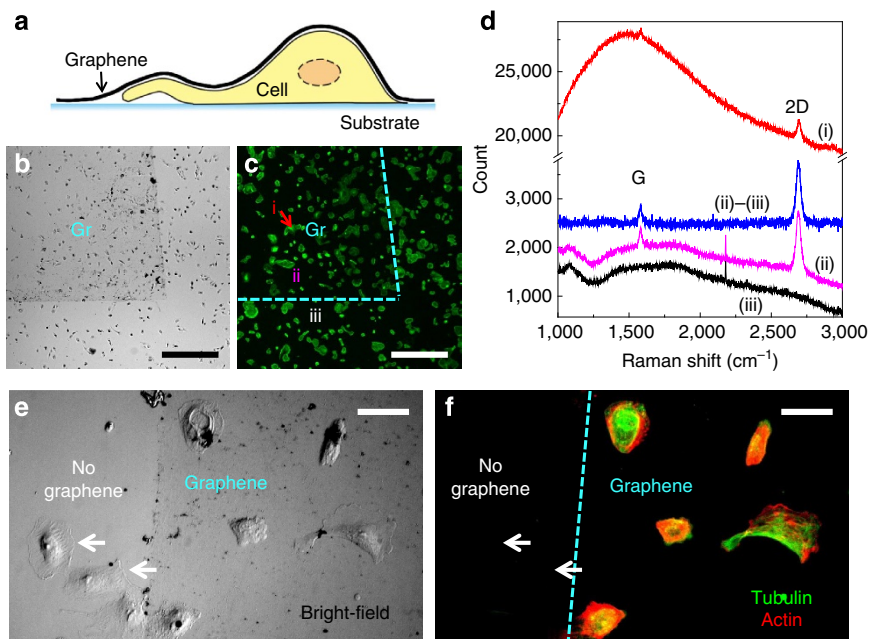 a
Graphene
Cell
Substrate
b
Gr
c
i
Gr
ii
iii
d
Count
25,000
20,000
3,000
2,000
1,000
2D
(i)
G
(ii)–(iii)
(ii)
(iii)
1,000
1,500
2,000
2,500
3,000
Raman shift (cm⁻¹)
e
No
graphene
Graphene
Bright-field
f
No
graphene
Graphene
Tubulin
Actin